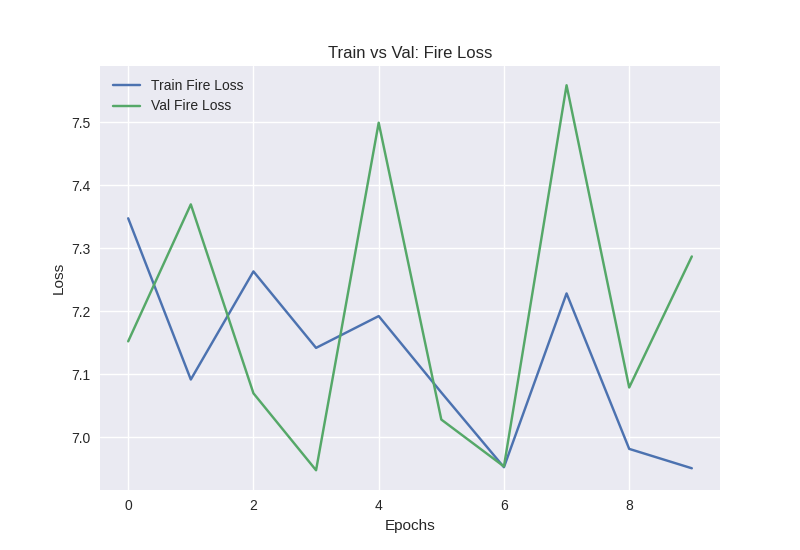 Train vs Val: Fire Loss
Train Fire Loss
Val Fire Loss
7.5
7.4
7.3
7.2
7.1
7.0
Loss
0 2 4 6 8
Epochs